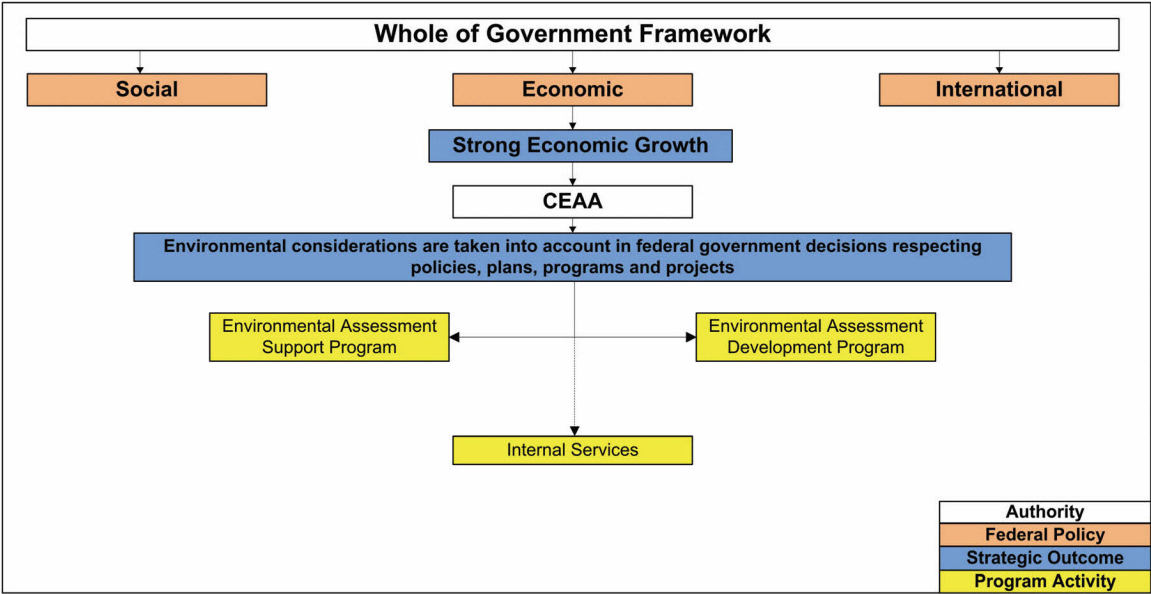 Whole of Government Framework
Social
Economic
International
Strong Economic Growth
CEAA
Environmental considerations are taken into account in federal government decisions respecting
policies, plans, programs and projects
Environmental Assessment
Support Program
Environmental Assessment
Development Program
Internal Services
Authority
Federal Policy
Strategic Outcome
Program Activity